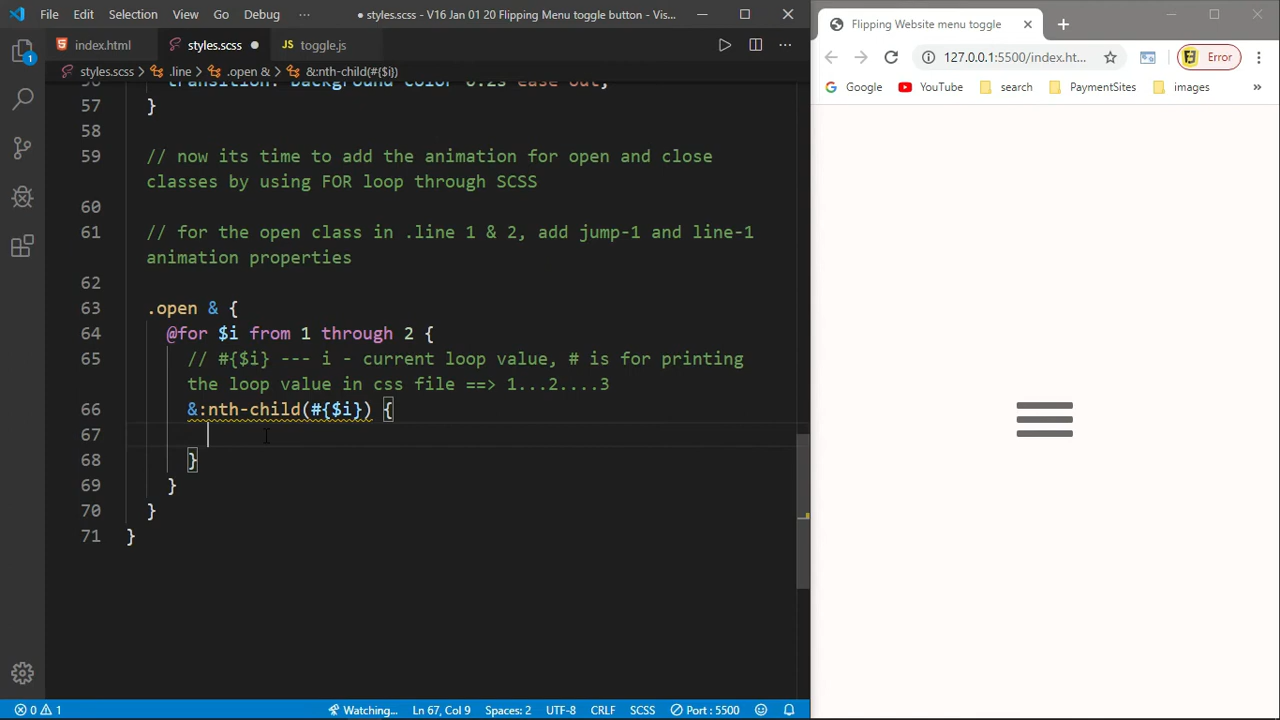 File Edit Selection View Go Debug ··· ● styles.scss - V16 Jan 01 20 Flipping Menu toggle button - Vis...
Flipping Website menu toggle
index.html styles.scss toggle.js
127.0.0.1:5500/index.ht... Error
styles.scss > .line > .open & > &:nth-child(#{$i})
Google YouTube search PaymentSites images »
57 }
58
59 // now its time to add the animation for open and close
classes by using FOR loop through SCSS
60
61 // for the open class in .line 1 & 2, add jump-1 and line-1
animation properties
62
63 .open & {
64 @for $i from 1 through 2 {
65 // #{$i} --- i - current loop value, # is for printing
the loop value in css file ==> 1...2....3
66 &:nth-child(#{$i}) {
67
68 }
69 }
70 }
71 }
0 1 Watching... Ln 67, Col 9 Spaces: 2 UTF-8 CRLF SCSS Port : 5500